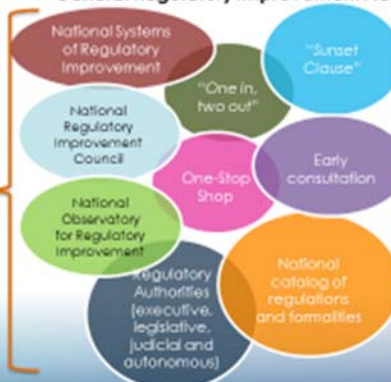 General Regulatory Improvement
National Systems
of Regulatory
Improvement
"One in,
two out"
"Sunset
Clause"
National
Regulatory
Improvement
Council
One-Stop
Shop
Early
consultation
National
Observatory
for Regulatory
Improvement
Regulatory
Authorities
(executive,
legislative,
judicial and
autonomous)
National
catalog of
regulations
and formalities